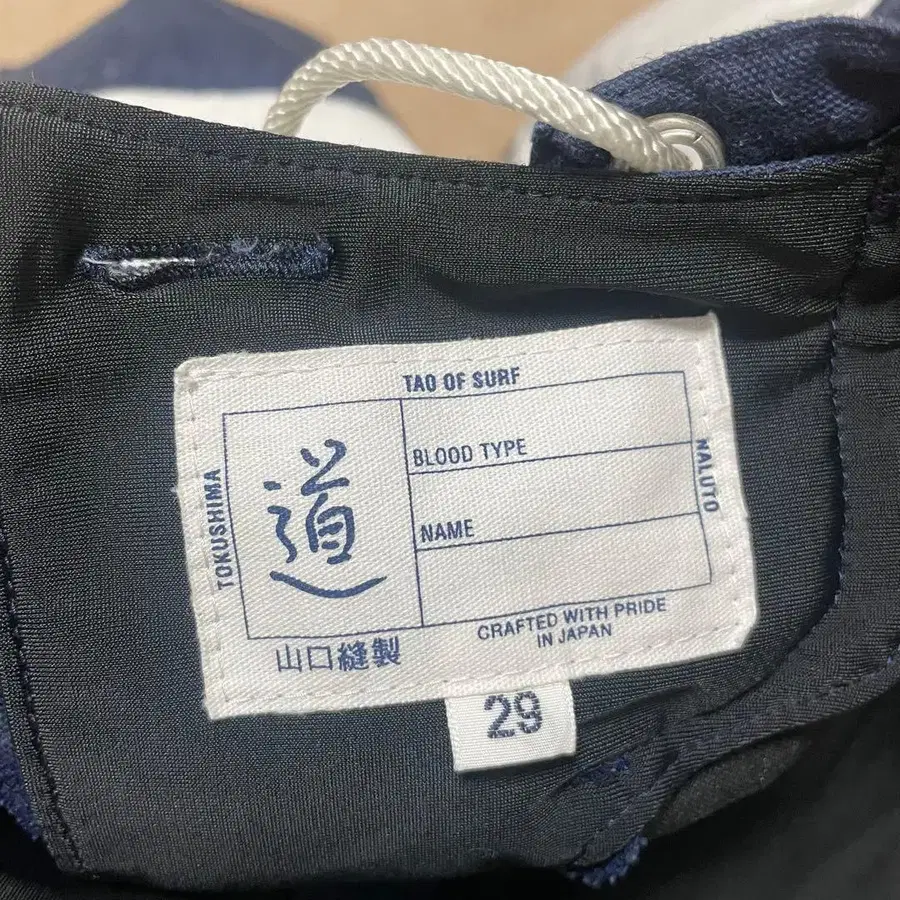 TAO OF SURF
TOKUSHIMA
道
BLOOD TYPE
NAME
NALUTO
山口縫製
CRAFTED WITH PRIDE
IN JAPAN
29